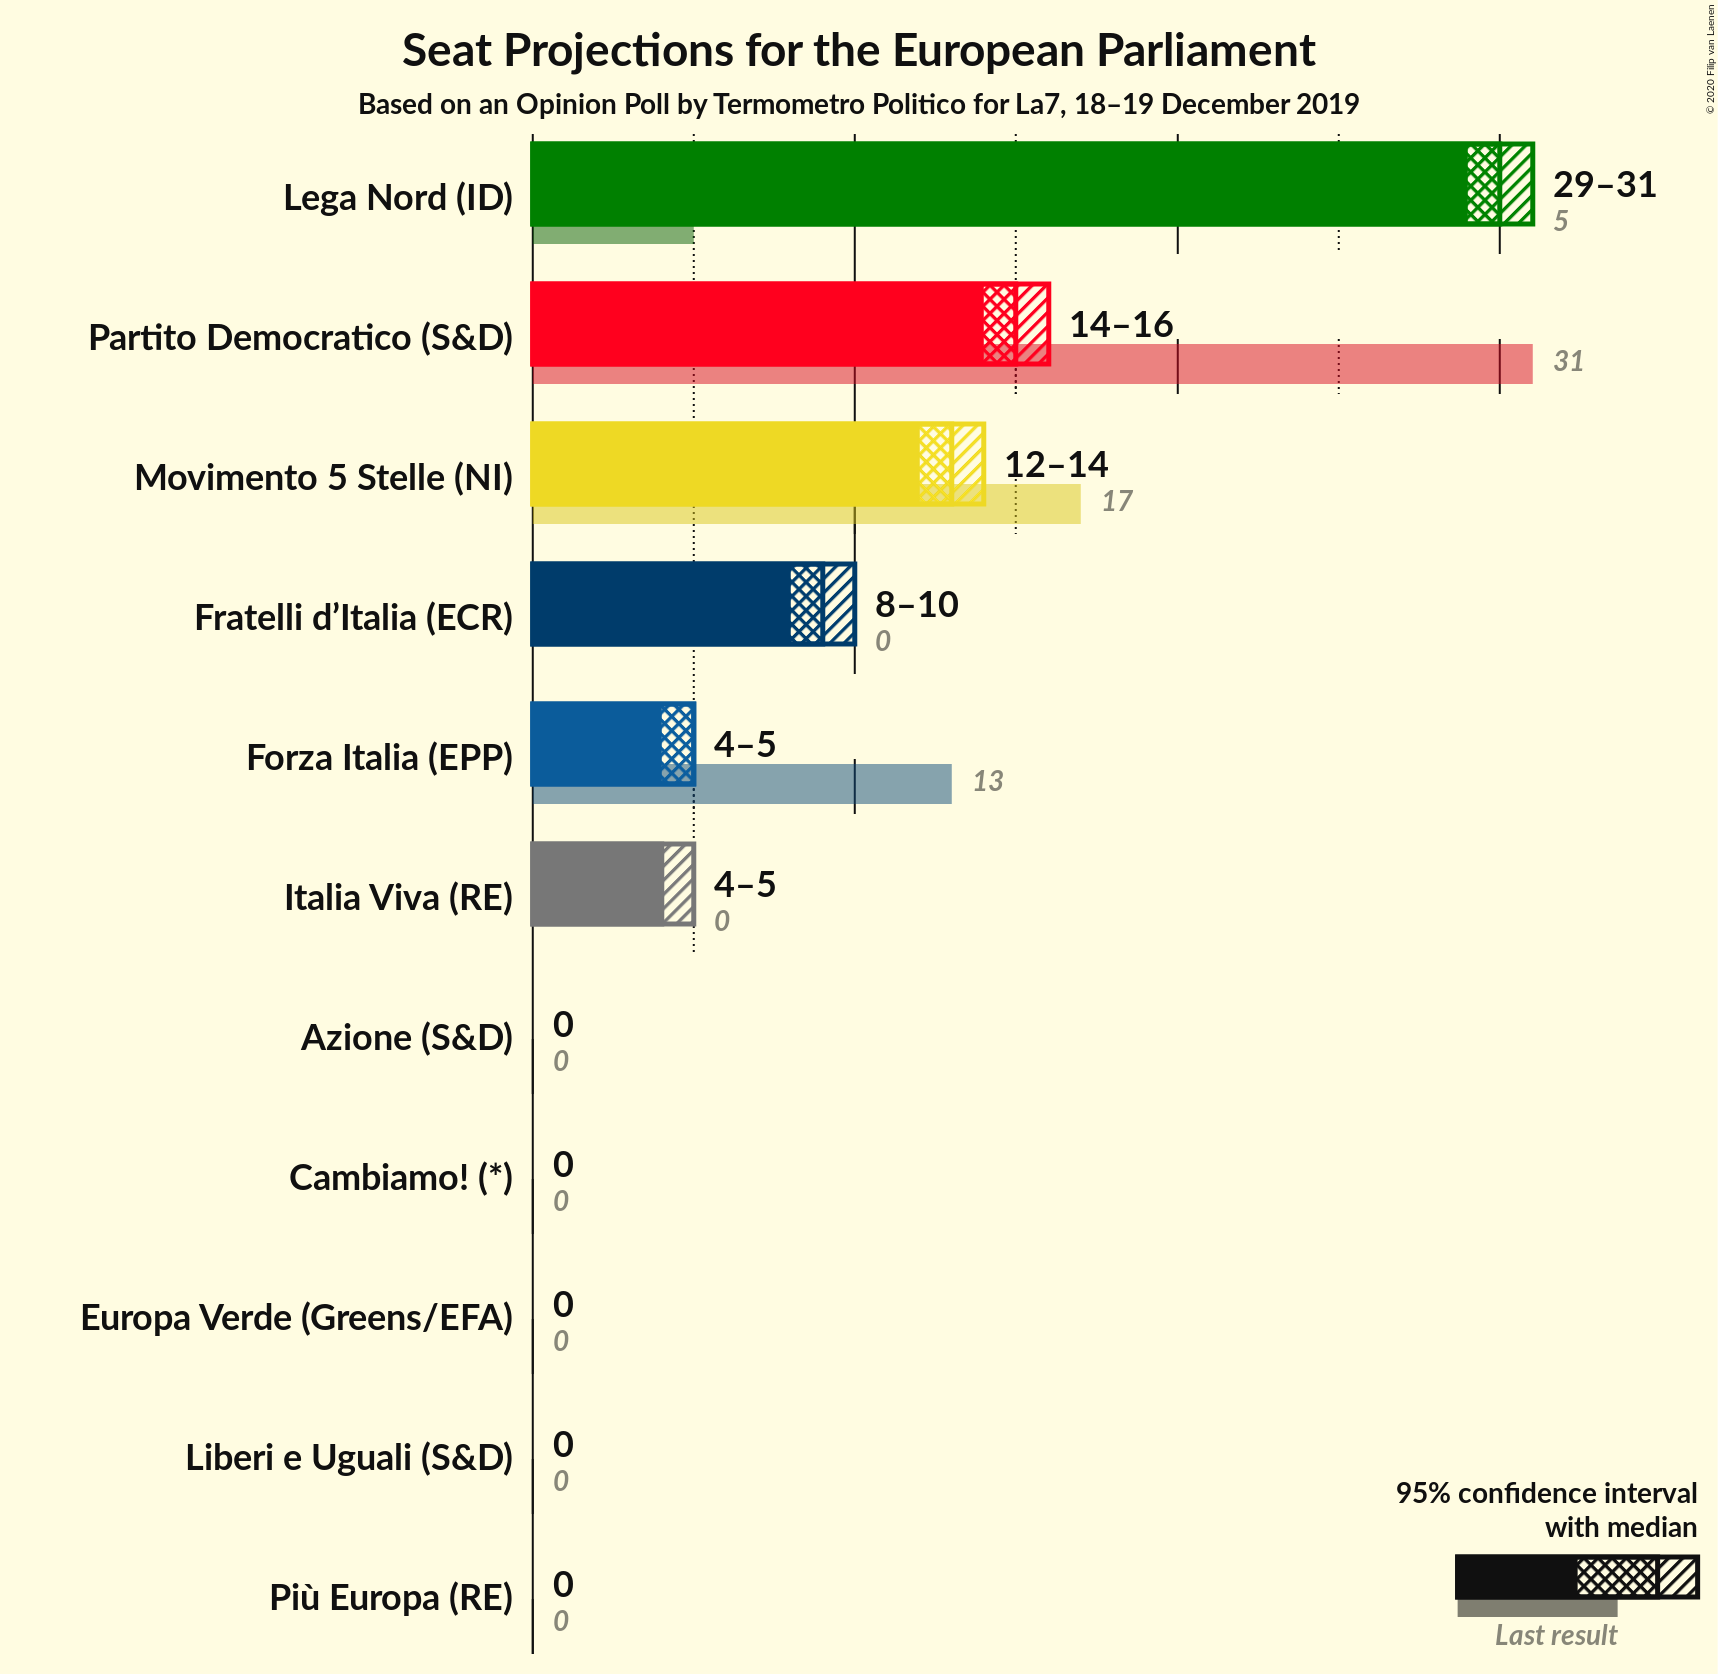 Seat Projections for the European Parliament
Based on an Opinion Poll by Termometro Politico for La7, 18–19 December 2019
© 2020 Filip van Laenen
Lega Nord (ID)
29–31
5
Partito Democratico (S&D)
14–16
31
Movimento 5 Stelle (NI)
12–14
17
Fratelli d’Italia (ECR)
8–10
0
Forza Italia (EPP)
4–5
13
Italia Viva (RE)
4–5
0
Azione (S&D)
0
0
Cambiamo! (*)
0
0
Europa Verde (Greens/EFA)
0
0
Liberi e Uguali (S&D)
0
0
Più Europa (RE)
0
0
95% confidence interval
with median
Last result